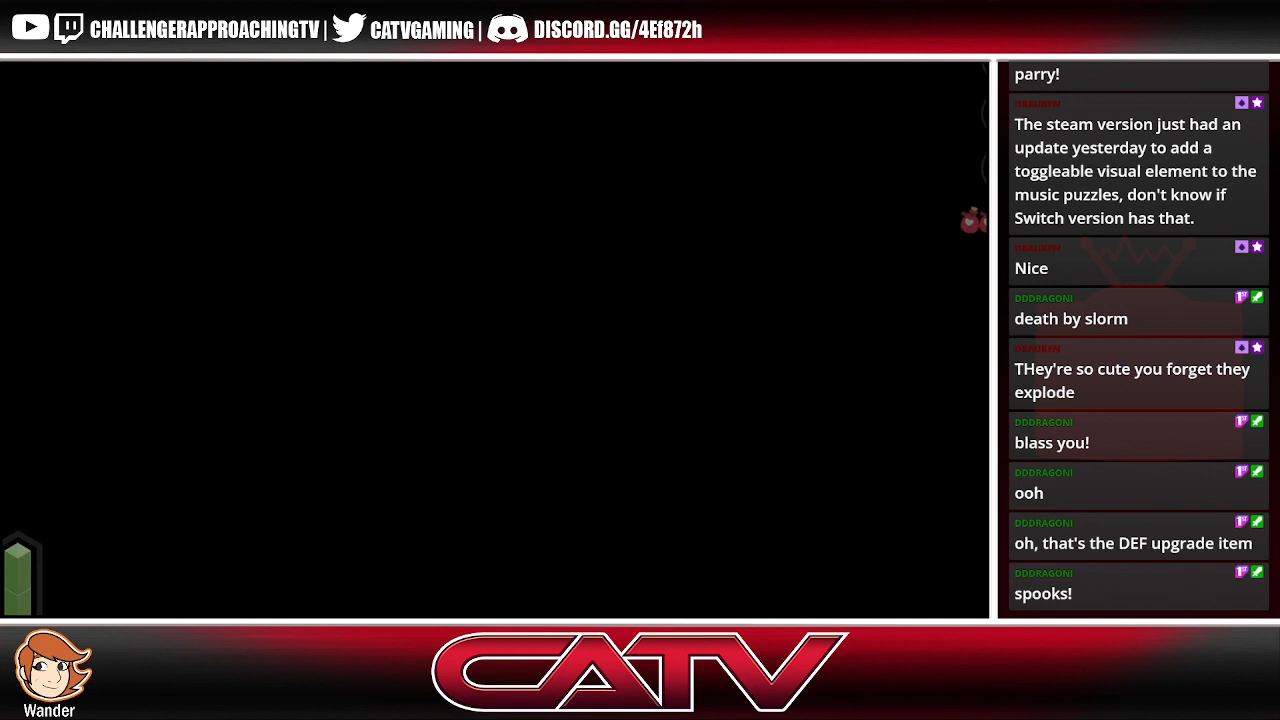 CHALLENGERAPPROACHINGTV | CATVGAMING | DISCORD.GG/4Ef872h
parry!
The steam version just had an
update yesterday to add a
toggleable visual element to the
music puzzles, don't know if
Switch version has that.
Nice
DDDRAGONI
death by slorm
THey're so cute you forget they
explode
DDDRAGONI
blass you!
DDDRAGONI
ooh
DDDRAGONI
oh, that's the DEF upgrade item
DDDRAGONI
spooks!
Wander
CATV